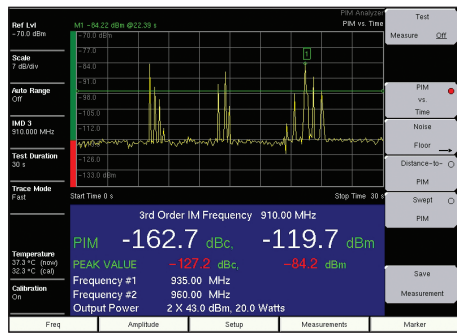 PIM Analyzer
Ref Lvl
-70.0 dBm
M1 -84.22 dBm @22.39 s
PIM vs. Time
Test
Measure Off
-70.0 dBm
-77.0
Scale
7 dB/div
-84.0
1
-91.0
Auto Range
Off
-98.0
PIM
vs.
Time
-105.0
IMD 3
910.000 MHz
-112.0
Noise
Floor
-119.0
Test Duration
30 s
-126.0
Distance-to-
PIM
-133.0 dBm
Trace Mode
Fast
Start Time 0 s
Stop Time 30 s
Swept
PIM
3rd Order IM Frequency 910.00 MHz
PIM -162.7 dBc, -119.7 dBm
Temperature
37.3 °C (now)
32.3 °C (cal)
PEAK VALUE -127.2 dBc, -84.2 dBm
Frequency #1 935.00 MHz
Save
Measurement
Calibration
On
Frequency #2 960.00 MHz
Output Power 2 X 43.0 dBm, 20.0 Watts
Freq
Amplitude
Setup
Measurements
Marker